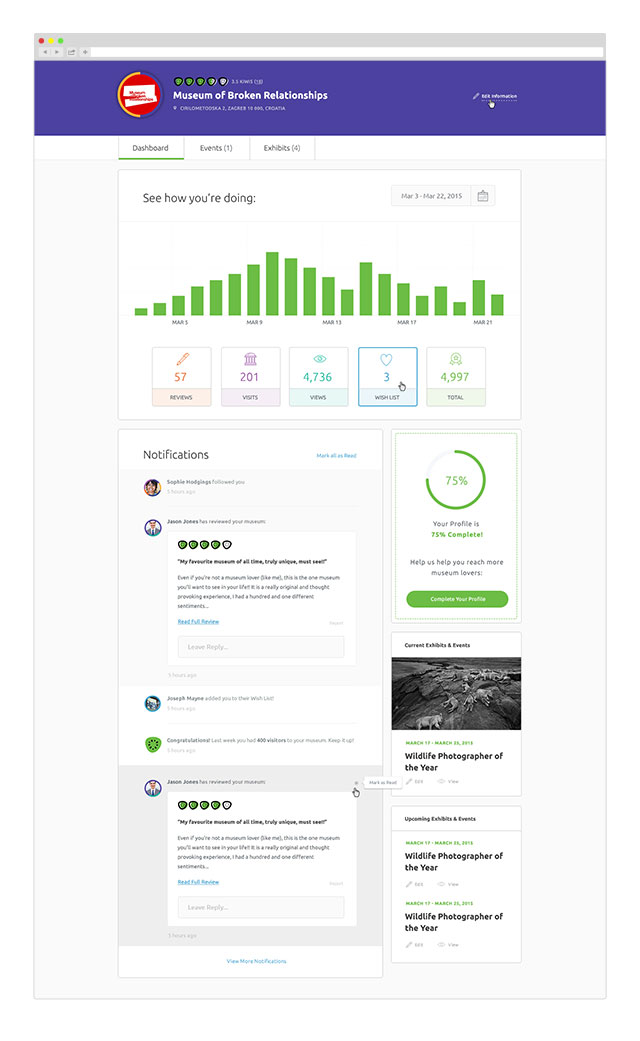 3.5 KIWIS (13)
Museum of Broken Relationships
Museum of Broken Relationships
CIRILOMETODSKA 2, ZAGREB 10 000, CROATIA
Edit Information
Dashboard
Events (1)
Exhibits (4)
See how you're doing:
Mar 3 - Mar 22, 2015
MAR 5
MAR 9
MAR 13
MAR 17
MAR 21
57
REVIEWS
201
VISITS
4,736
VIEWS
3
WISH LIST
4,997
TOTAL
Notifications
Mark all as Read
Sophie Hodgings followed you
5 hours ago
Jason Jones has reviewed your museum:
"My favourite museum of all time, truly unique, must see!!"
Even if you're not a museum lover (like me), this is the one museum
you'll want to see in your life!! It is a really original and thought
provoking experience, I had a hundred and one different
sentiments...
Read Full Review
Report
Leave Reply...
5 hours ago
Joseph Mayne added you to their Wish List!
5 hours ago
Congratulations! Last week you had 400 visitors to your museum. Keep it up!
5 hours ago
Jason Jones has reviewed your museum:
Mark as Read
"My favourite museum of all time, truly unique, must see!!"
Even if you're not a museum lover (like me), this is the one museum
you'll want to see in your life!! It is a really original and thought
provoking experience, I had a hundred and one different
sentiments...
Read Full Review
Report
Leave Reply...
5 hours ago
View More Notifications
75%
Your Profile is
75% Complete!
Help us help you reach more
museum lovers:
Complete Your Profile
Current Exhibits & Events
MARCH 17 - MARCH 25, 2015
Wildlife Photographer of
the Year
Edit
View
Upcoming Exhibits & Events
MARCH 17 - MARCH 25, 2015
Wildlife Photographer of
the Year
Edit
View
MARCH 17 - MARCH 25, 2015
Wildlife Photographer of
the Year
Edit
View